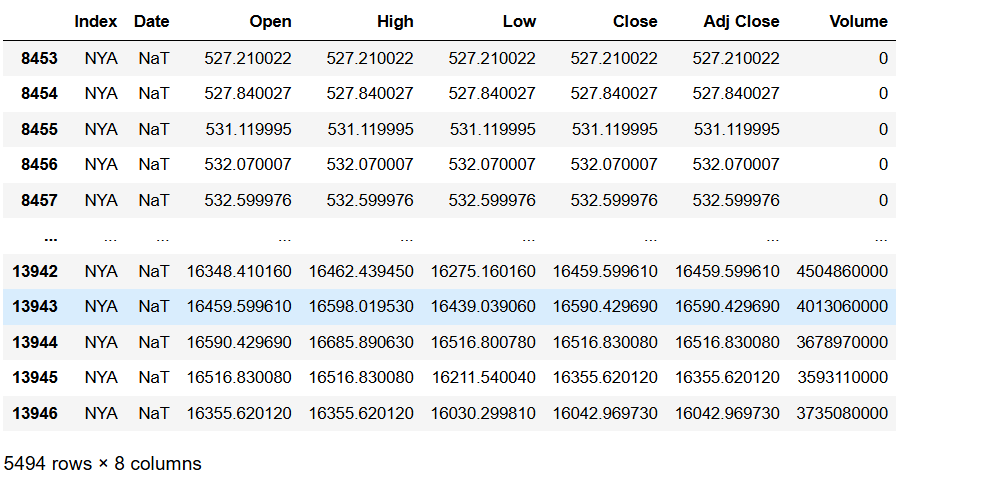 Index Date Open High Low Close Adj Close Volume
8453 NYA NaT 527.210022 527.210022 527.210022 527.210022 527.210022 0
8454 NYA NaT 527.840027 527.840027 527.840027 527.840027 527.840027 0
8455 NYA NaT 531.119995 531.119995 531.119995 531.119995 531.119995 0
8456 NYA NaT 532.070007 532.070007 532.070007 532.070007 532.070007 0
8457 NYA NaT 532.599976 532.599976 532.599976 532.599976 532.599976 0
... ... ... ... ... ... ... ... ...
13942 NYA NaT 16348.410160 16462.439450 16275.160160 16459.599610 16459.599610 4504860000
13943 NYA NaT 16459.599610 16598.019530 16439.039060 16590.429690 16590.429690 4013060000
13944 NYA NaT 16590.429690 16685.890630 16516.800780 16516.830080 16516.830080 3678970000
13945 NYA NaT 16516.830080 16516.830080 16211.540040 16355.620120 16355.620120 3593110000
13946 NYA NaT 16355.620120 16355.620120 16030.299810 16042.969730 16042.969730 3735080000
5494 rows × 8 columns